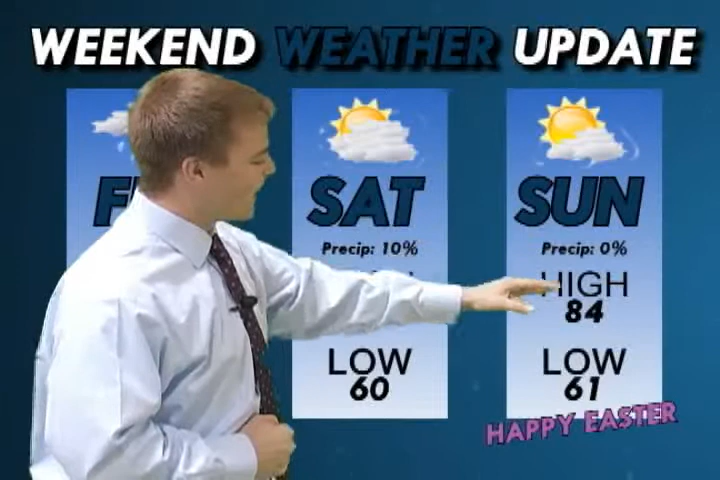 WEEKEND WEATHER UPDATE
SAT
Precip: 10%
LOW
60
SUN
Precip: 0%
HIGH
84
LOW
61
HAPPY EASTER